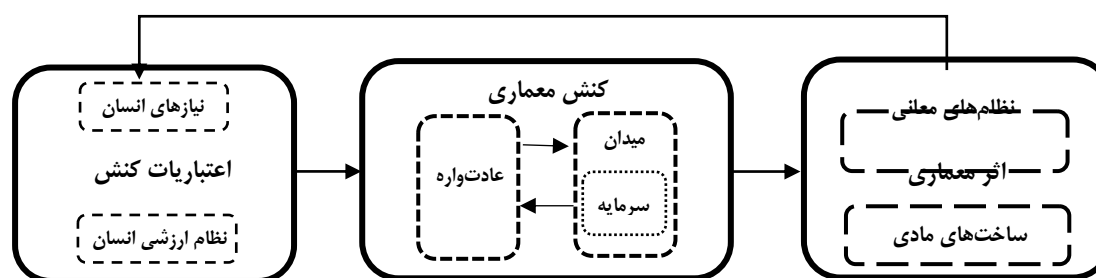 نیازهای انسان
اعتباریات کنش
نظام ارزشی انسان
کنش معماری
عادت‌واره
میدان
سرمایه
نظام‌های معانی
اثر معماری
ساخت‌های مادی